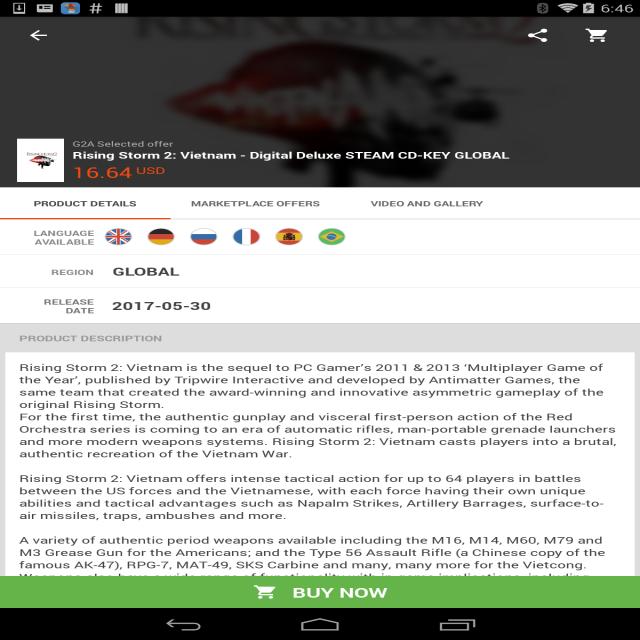 6:46
G2A Selected offer
Rising Storm 2: Vietnam - Digital Deluxe STEAM CD-KEY GLOBAL
16.64 USD
PRODUCT DETAILS
MARKETPLACE OFFERS
VIDEO AND GALLERY
LANGUAGE
AVAILABLE
REGION
GLOBAL
RELEASE
DATE
2017-05-30
PRODUCT DESCRIPTION
Rising Storm 2: Vietnam is the sequel to PC Gamer's 2011 & 2013 'Multiplayer Game of
the Year', published by Tripwire Interactive and developed by Antimatter Games, the
same team that created the award-winning and innovative asymmetric gameplay of the
original Rising Storm.
For the first time, the authentic gunplay and visceral first-person action of the Red
Orchestra series is coming to an era of automatic rifles, man-portable grenade launchers
and more modern weapons systems. Rising Storm 2: Vietnam casts players into a brutal,
authentic recreation of the Vietnam War.
Rising Storm 2: Vietnam offers intense tactical action for up to 64 players in battles
between the US forces and the Vietnamese, with each force having their own unique
abilities and tactical advantages such as Napalm Strikes, Artillery Barrages, surface-to-
air missiles, traps, ambushes and more.
A variety of authentic period weapons available including the M16, M14, M60, M79 and
M3 Grease Gun for the Americans; and the Type 56 Assault Rifle (a Chinese copy of the
famous AK-47), RPG-7, MAT-49, SKS Carbine and many, many more for the Vietcong.
BUY NOW